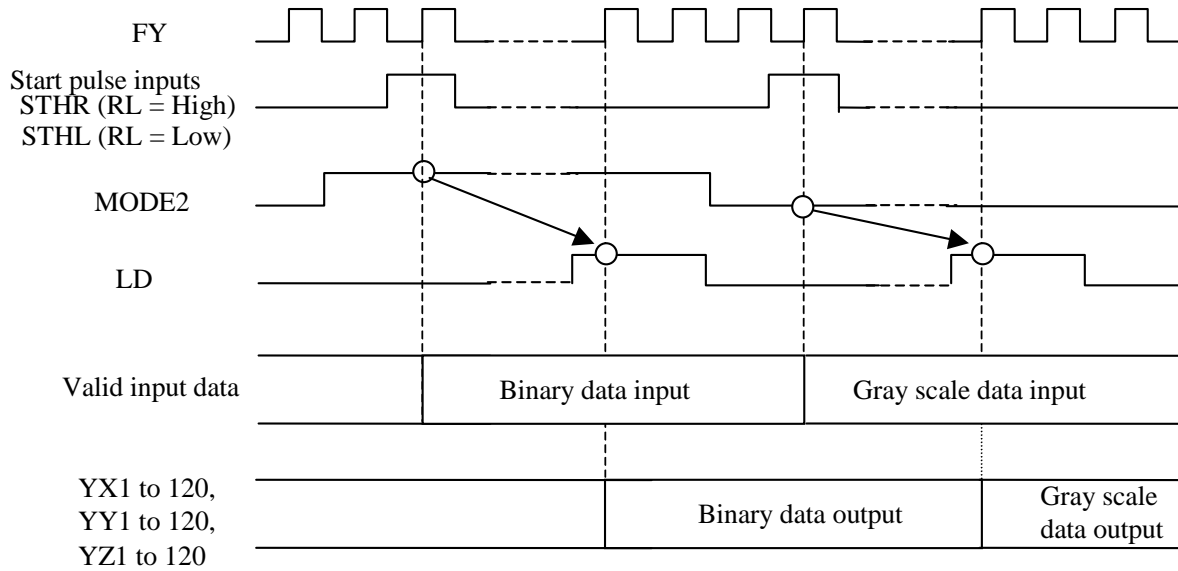 FY
Start pulse inputs
STHR (RL = High)
STHL (RL = Low)
MODE2
LD
Valid input data
Binary data input
Gray scale data input
YX1 to 120,
YY1 to 120,
YZ1 to 120
Binary data output
Gray scale
data output